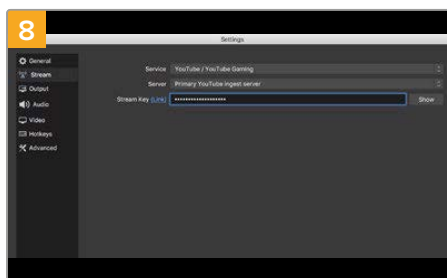 8
Settings
General
Stream
Output
Audio
Video
Hotkeys
Advanced
Service YouTube / YouTube Gaming
Server Primary YouTube ingest server
Stream Key (Link) •••••••••••••••••••• Show